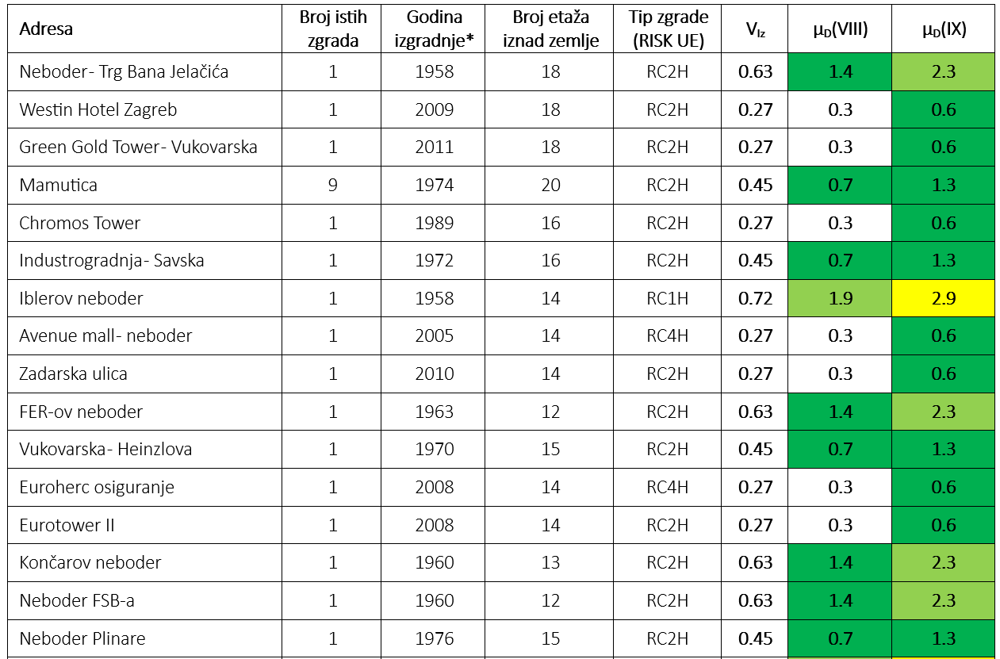 Adresa Broj istih zgrada Godina izgradnje* Broj etaža iznad zemlje Tip zgrade (RISK UE) VIz µD(VIII) µD(IX)
Neboder- Trg Bana Jelačića 1 1958 18 RC2H 0.63 1.4 2.3
Westin Hotel Zagreb 1 2009 18 RC2H 0.27 0.3 0.6
Green Gold Tower- Vukovarska 1 2011 18 RC2H 0.27 0.3 0.6
Mamutica 9 1974 20 RC2H 0.45 0.7 1.3
Chromos Tower 1 1989 16 RC2H 0.27 0.3 0.6
Industrogradnja- Savska 1 1972 16 RC2H 0.45 0.7 1.3
Iblerov neboder 1 1958 14 RC1H 0.72 1.9 2.9
Avenue mall- neboder 1 2005 14 RC4H 0.27 0.3 0.6
Zadarska ulica 1 2010 14 RC2H 0.27 0.3 0.6
FER-ov neboder 1 1963 12 RC2H 0.63 1.4 2.3
Vukovarska- Heinzlova 1 1970 15 RC2H 0.45 0.7 1.3
Euroherc osiguranje 1 2008 14 RC4H 0.27 0.3 0.6
Eurotower II 1 2008 14 RC2H 0.27 0.3 0.6
Končarov neboder 1 1960 13 RC2H 0.63 1.4 2.3
Neboder FSB-a 1 1960 12 RC2H 0.63 1.4 2.3
Neboder Plinare 1 1976 15 RC2H 0.45 0.7 1.3